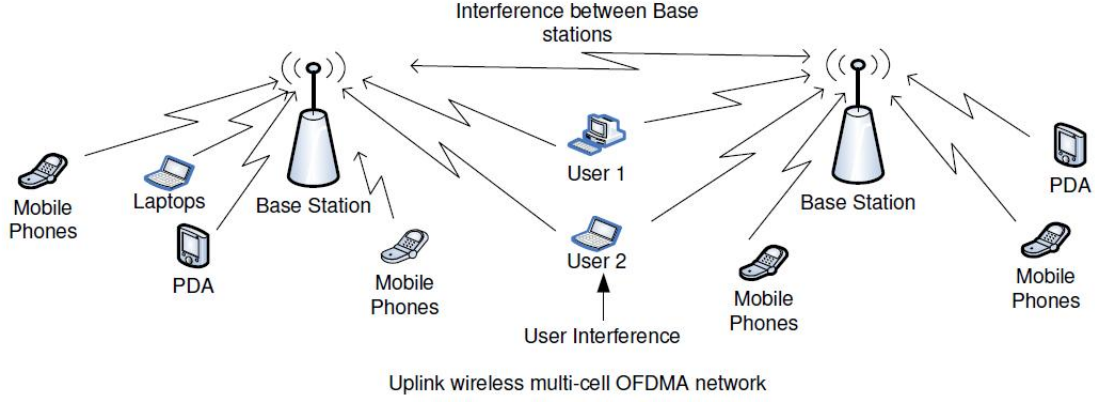 Interference between Base
stations
User 1
PDA
Laptops
Base Station
Base Station
Mobile
Phones
User 2
PDA
Mobile
Phones
Mobile
Phones
Mobile
Phones
User Interference
Uplink wireless multi-cell OFDMA network